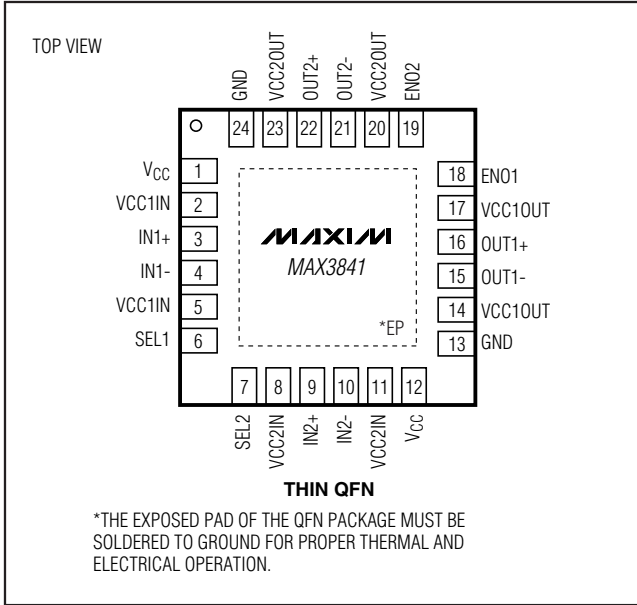 TOP VIEW
GND
VCC2OUT
OUT2+
OUT2-
VCC2OUT
ENO2
24 23 22 21 20 19
VCC 1
VCC1IN 2
IN1+ 3
IN1- 4
VCC1IN 5
SEL1 6
MAXIM
MAX3841
*EP
18 ENO1
17 VCC1OUT
16 OUT1+
15 OUT1-
14 VCC1OUT
13 GND
7 8 9 10 11 12
SEL2
VCC2IN
IN2+
IN2-
VCC2IN
VCC
THIN QFN
*THE EXPOSED PAD OF THE QFN PACKAGE MUST BE
SOLDERED TO GROUND FOR PROPER THERMAL AND
ELECTRICAL OPERATION.